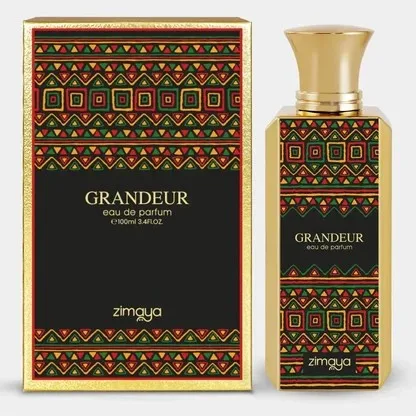 GRANDEUR
eau de parfum
℮100ml 3.4FL.OZ.
zimaya
GRANDEUR
eau de parfum
zimaya